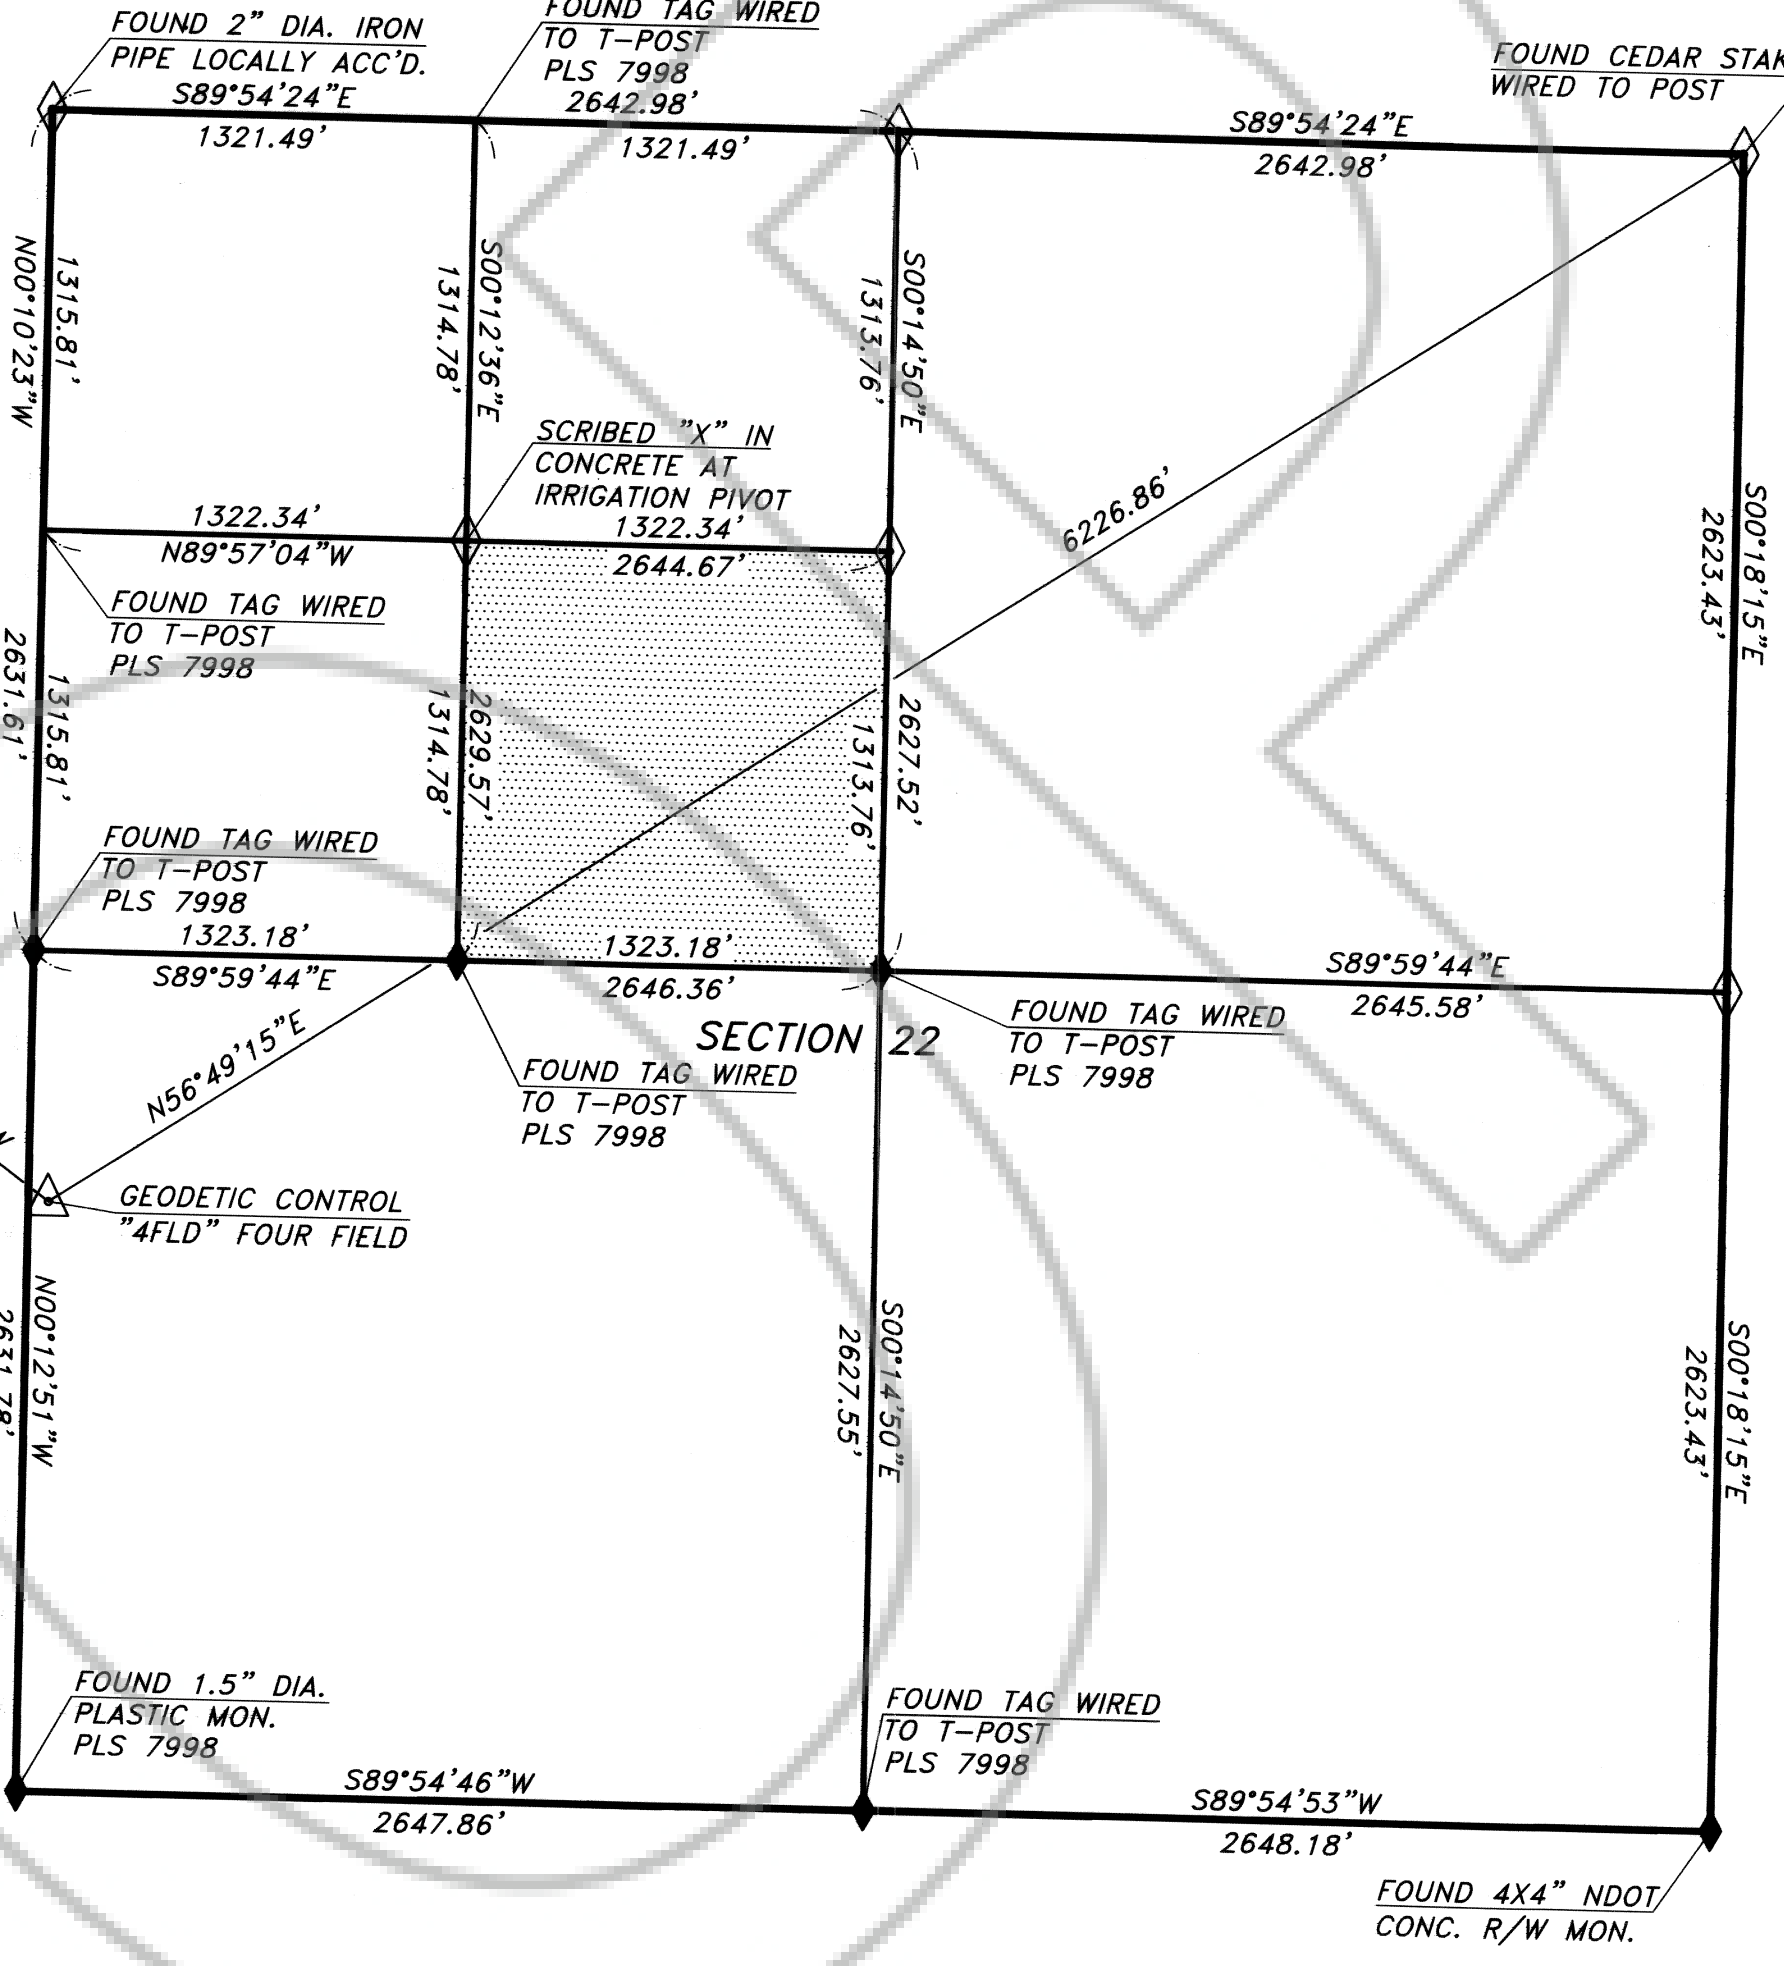 FOUND 2" DIA. IRON
PIPE LOCALLY ACC'D.
FOUND TAG WIRED
TO T-POST
PLS 7998
FOUND CEDAR STAK
WIRED TO POST
S89°54'24"E
1321.49'
2642.98'
1321.49'
S89°54'24"E
2642.98'
N00°10'23"W
1315.81'
1314.78'
S00°12'36"E
1313.76'
S00°14'50"E
SCRIBED "X" IN
CONCRETE AT
IRRIGATION PIVOT
6226.86'
2623.43'
S00°18'15"E
1322.34'
N89°57'04"W
1322.34'
2644.67'
FOUND TAG WIRED
TO T-POST
PLS 7998
2631.61'
1315.81'
1314.78'
2629.57'
1313.76'
2627.52'
FOUND TAG WIRED
TO T-POST
PLS 7998
1323.18'
S89°59'44"E
1323.18'
2646.36'
S89°59'44"E
2645.58'
SECTION 22
FOUND TAG WIRED
TO T-POST
PLS 7998
FOUND TAG WIRED
TO T-POST
PLS 7998
N56°49'15"E
GEODETIC CONTROL
"4FLD" FOUR FIELD
2631.78'
N00°12'51"W
2627.55'
S00°14'50"E
2623.43'
S00°18'15"E
FOUND 1.5" DIA.
PLASTIC MON.
PLS 7998
FOUND TAG WIRED
TO T-POST
PLS 7998
S89°54'46"W
2647.86'
S89°54'53"W
2648.18'
FOUND 4X4" NDOT
CONC. R/W MON.